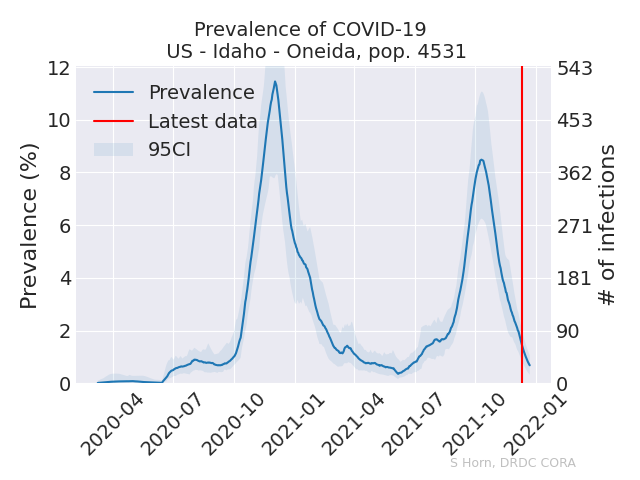 Prevalence of COVID-19
US - Idaho - Oneida, pop. 4531
Prevalence
Latest data
95CI
Prevalence (%)
12
10
8
6
4
2
0
543
453
362
271
181
90
0
# of infections
2020-04
2020-07
2020-10
2021-01
2021-04
2021-07
2021-10
2022-01
S Horn, DRDC CORA